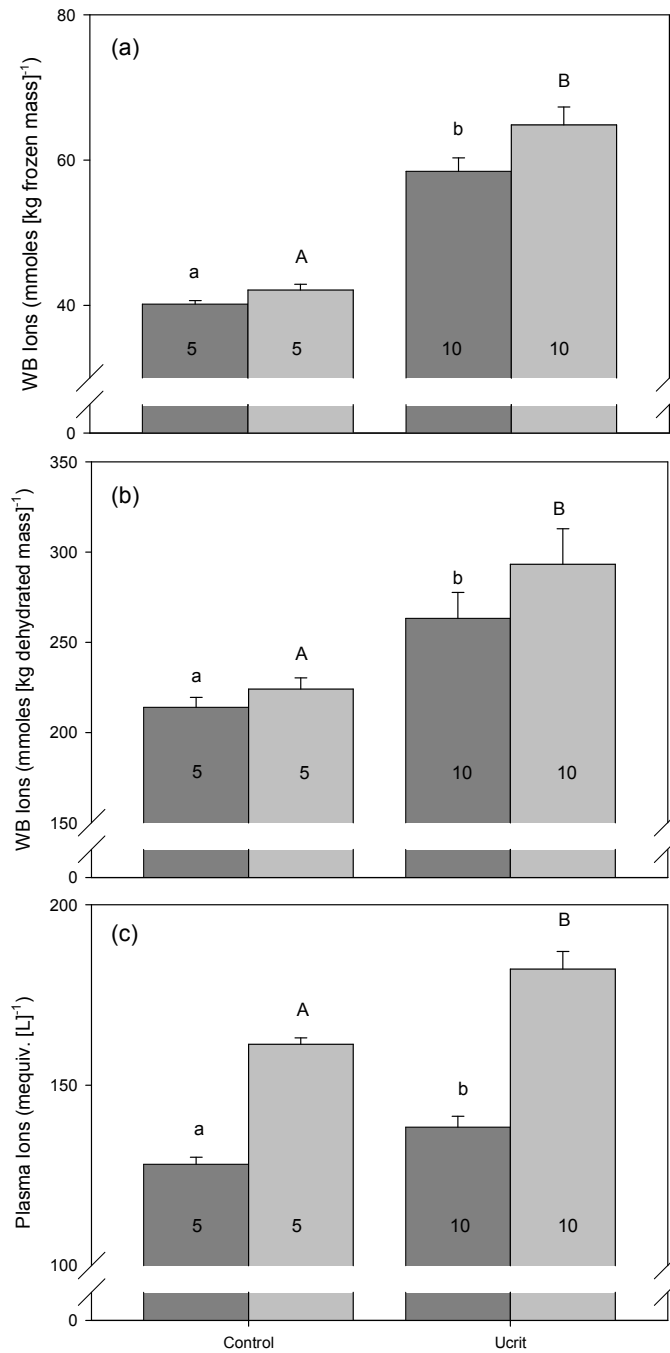 80
(a)
B
b
60
WB Ions (mmoles [kg frozen mass]-1)
A
a
40
5 5 10 10
0
350
(b)
B
300
b
WB Ions (mmoles [kg dehydrated mass]-1)
250
A
a
200
5 5 10 10
150
0
200
(c)
B
A
150
b
Plasma Ions (mequiv. [L]-1)
a
5 5 10 10
100
0
Control Ucrit